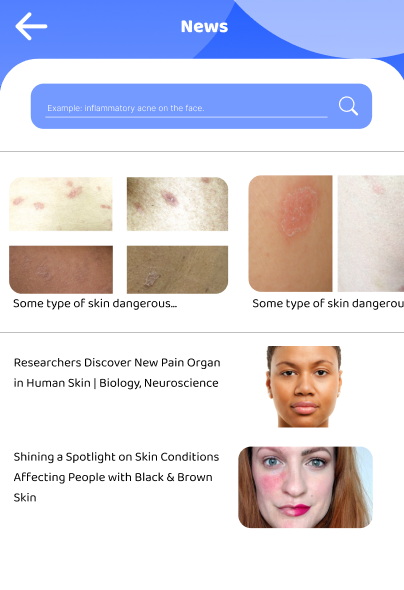 News
Example: inflammatory acne on the face.
Some type of skin dangerous...
Some type of skin dangerou
Researchers Discover New Pain Organ
in Human Skin | Biology, Neuroscience
Shining a Spotlight on Skin Conditions
Affecting People with Black & Brown
Skin